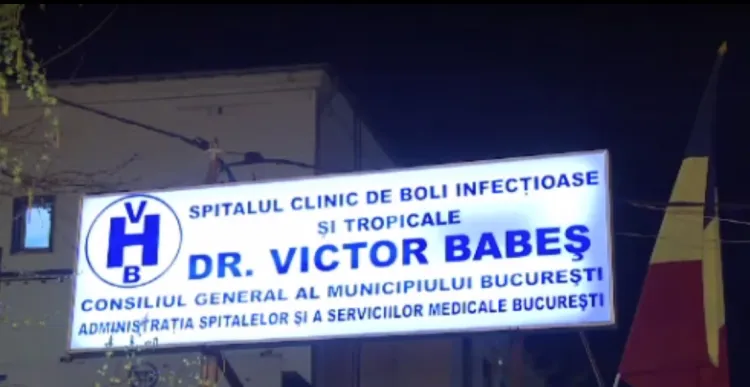 V
H
B
SPITALUL CLINIC DE BOLI INFECȚIOASE
ȘI TROPICALE
DR. VICTOR BABEȘ
CONSILIUL GENERAL AL MUNICIPIULUI BUCUREȘTI
ADMINISTRAȚIA SPITALELOR ȘI A SERVICIILOR MEDICALE BUCUREȘTI